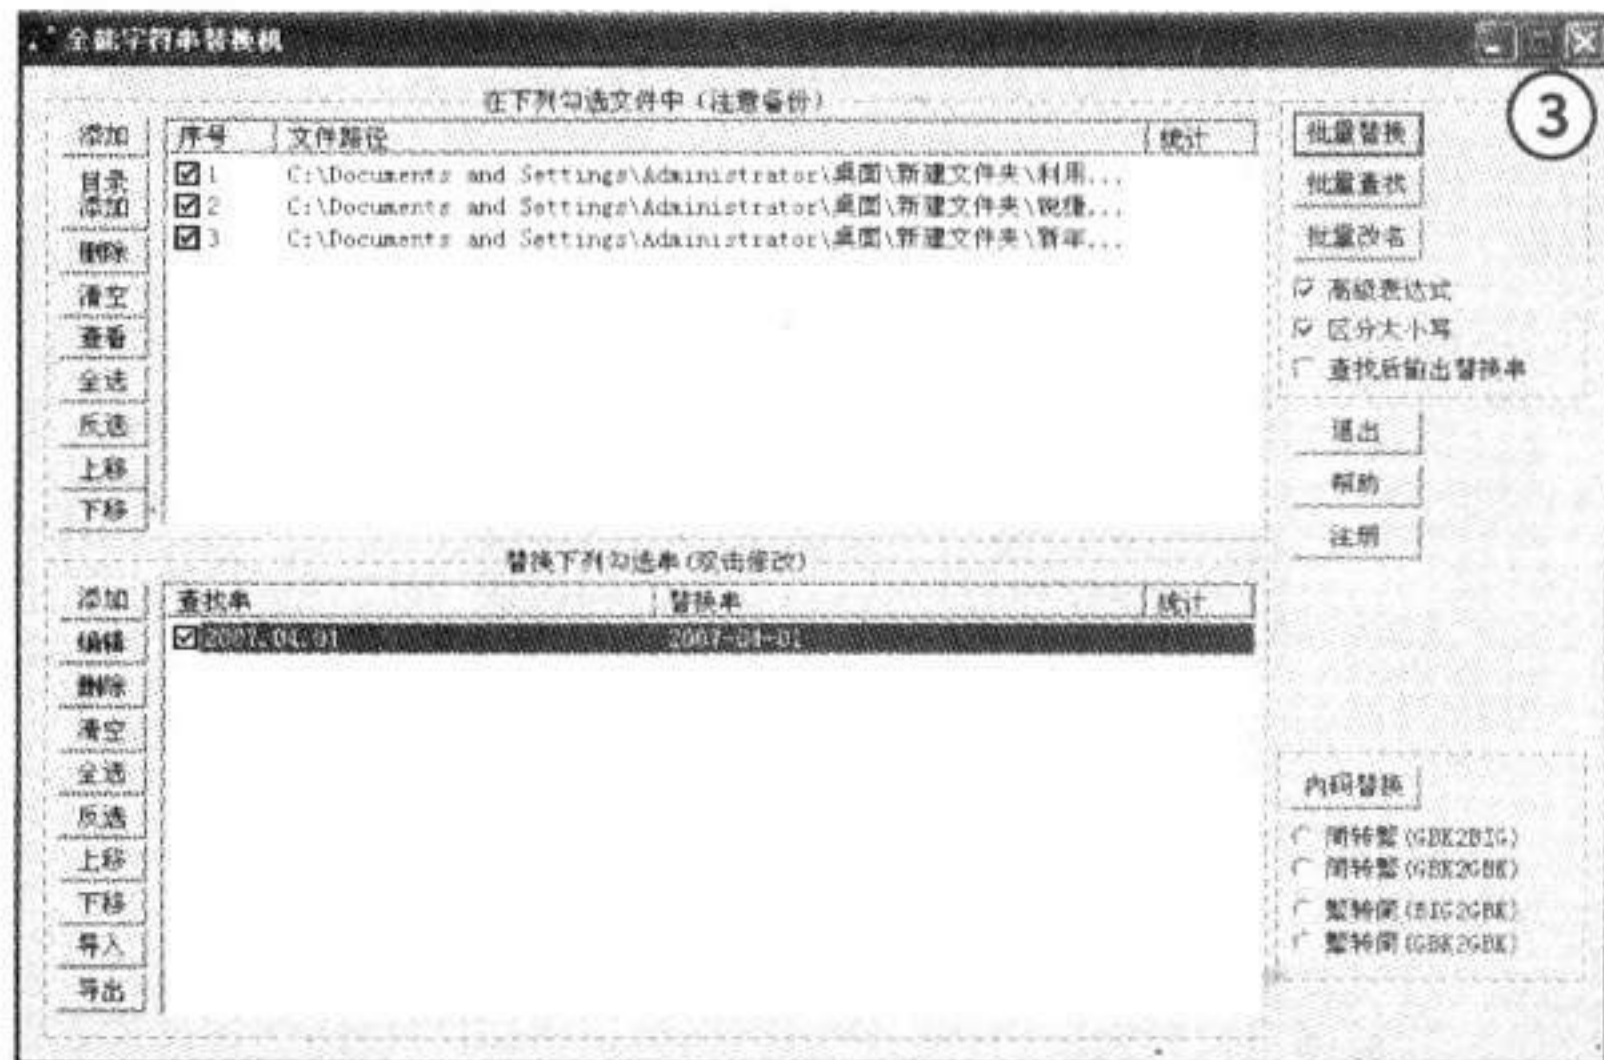 全能字符串替换机
③
在下列勾选文件中(注意备份)
添加
目录添加
删除
清空
查看
全选
反选
上移
下移
序号 文件路径 统计
1 C:\Documents and Settings\Administrator\桌面\新建文件夹\利用...
2 C:\Documents and Settings\Administrator\桌面\新建文件夹\锐捷...
3 C:\Documents and Settings\Administrator\桌面\新建文件夹\新年...
批量替换
批量查找
批量改名
高级表达式
区分大小写
查找后输出替换串
退出
帮助
注册
替换下列勾选串(双击修改)
添加
编辑
删除
清空
全选
反选
上移
下移
导入
导出
查找串 替换串 统计
2007.04.01 2007-04-01
内码替换
简转繁(GBK2BIG)
简转繁(GBK2GBK)
繁转简(BIG2GBK)
繁转简(GBK2GBK)